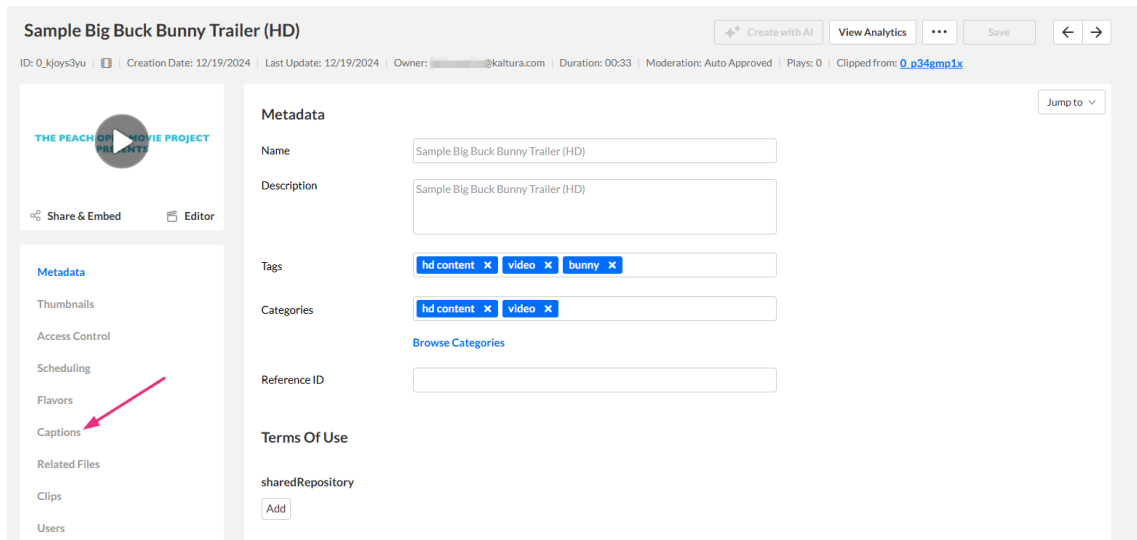 Sample Big Buck Bunny Trailer (HD)
Create with AI
View Analytics
Save
ID: 0_kjoys3yu | Creation Date: 12/19/2024 | Last Update: 12/19/2024 | Owner: @kaltura.com | Duration: 00:33 | Moderation: Auto Approved | Plays: 0 | Clipped from: 0_p34gmp1x
THE PEACH OPEN MOVIE PROJECT
PRESENTS
Share & Embed
Editor
Metadata
Thumbnails
Access Control
Scheduling
Flavors
Captions
Related Files
Clips
Users
Jump to
Metadata
Name
Sample Big Buck Bunny Trailer (HD)
Description
Sample Big Buck Bunny Trailer (HD)
Tags
hd content × video × bunny ×
Categories
hd content × video ×
Browse Categories
Reference ID
Terms Of Use
sharedRepository
Add